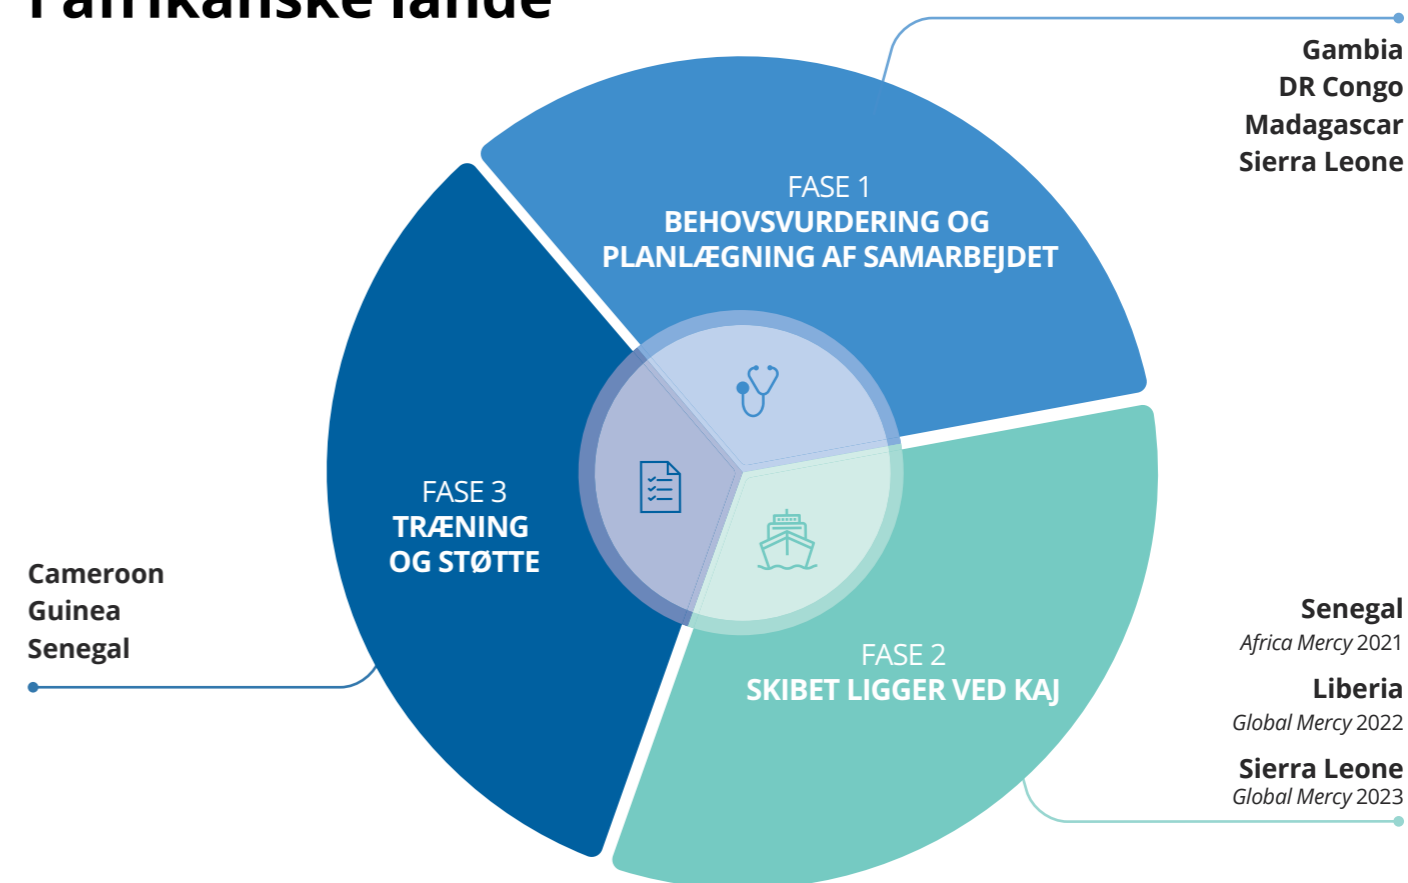 i afrikanske lande
Gambia
DR Congo
Madagascar
Sierra Leone
FASE 1
BEHOVSVURDERING OG
PLANLÆGNING AF SAMARBEJDET
FASE 3
TRÆNING
OG STØTTE
Cameroon
Guinea
Senegal
FASE 2
SKIBET LIGGER VED KAJ
Senegal
Africa Mercy 2021
Liberia
Global Mercy 2022
Sierra Leone
Global Mercy 2023